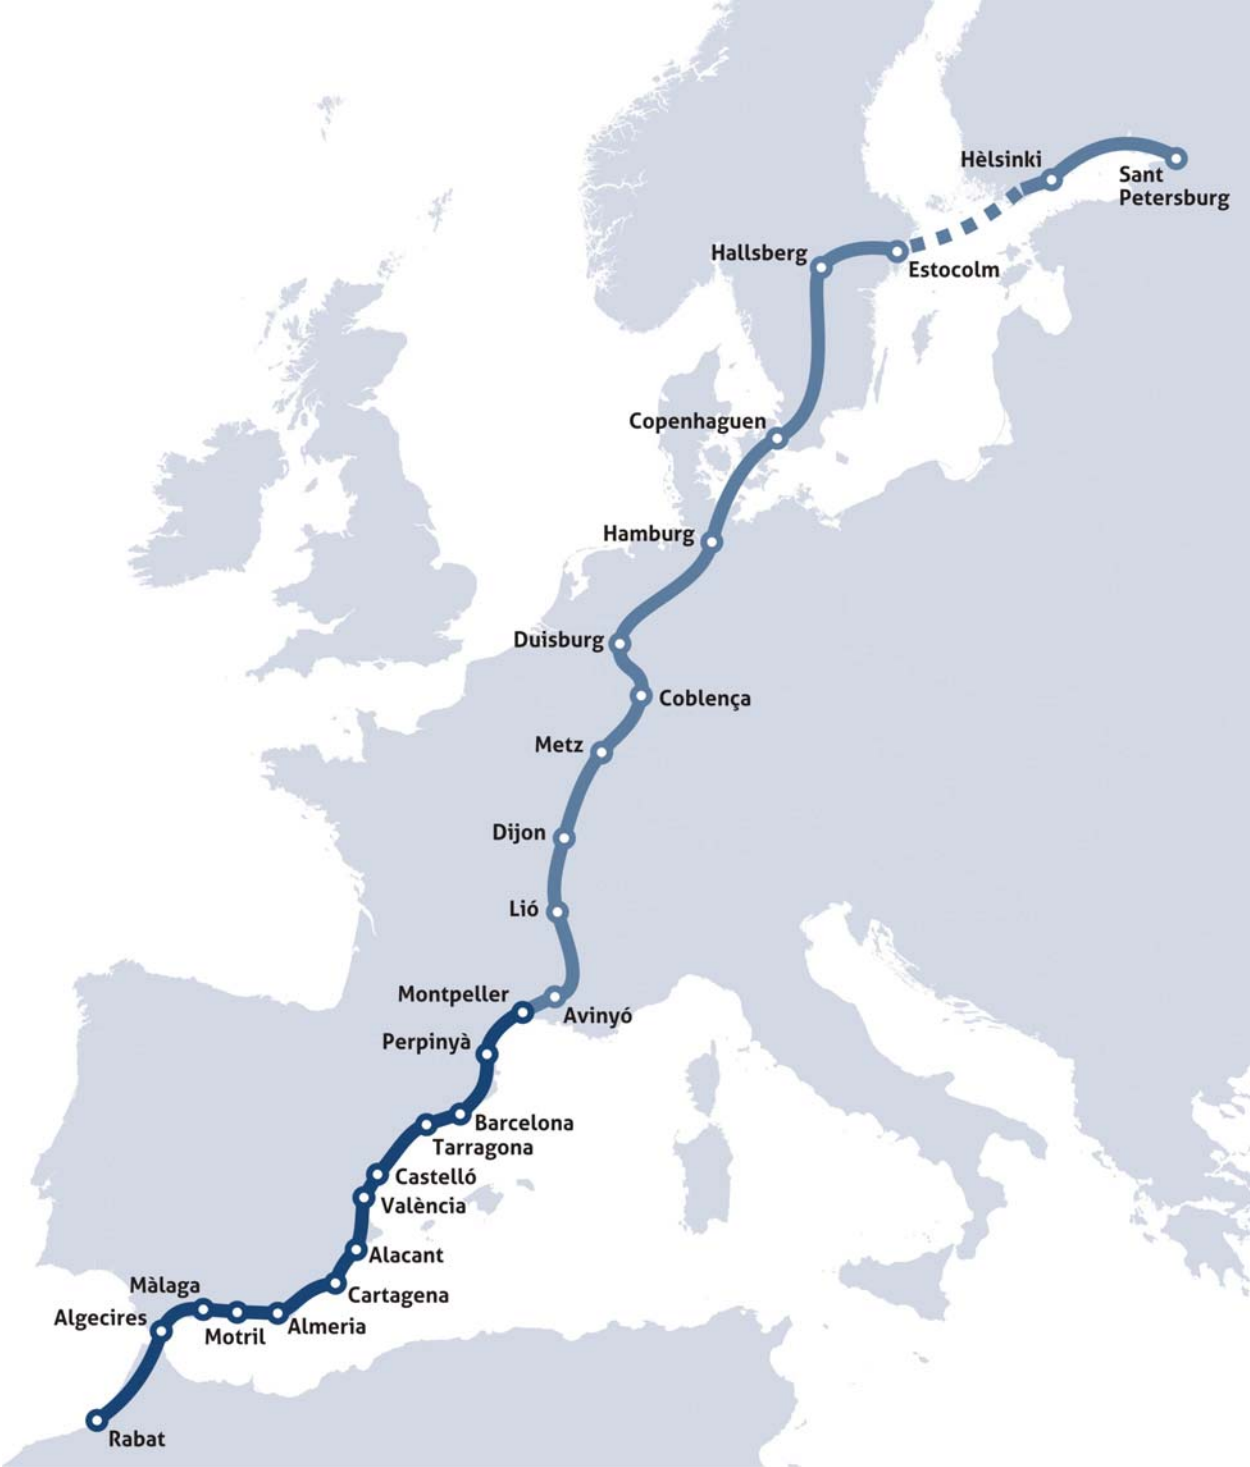 Hèlsinki
Sant
Petersburg
Hallsberg
Estocolm
Copenhaguen
Hamburg
Duisburg
Coblença
Metz
Dijon
Lió
Montpeller
Avinyó
Perpinyà
Barcelona
Tarragona
Castelló
València
Alacant
Màlaga
Cartagena
Algecires
Almeria
Motril
Rabat